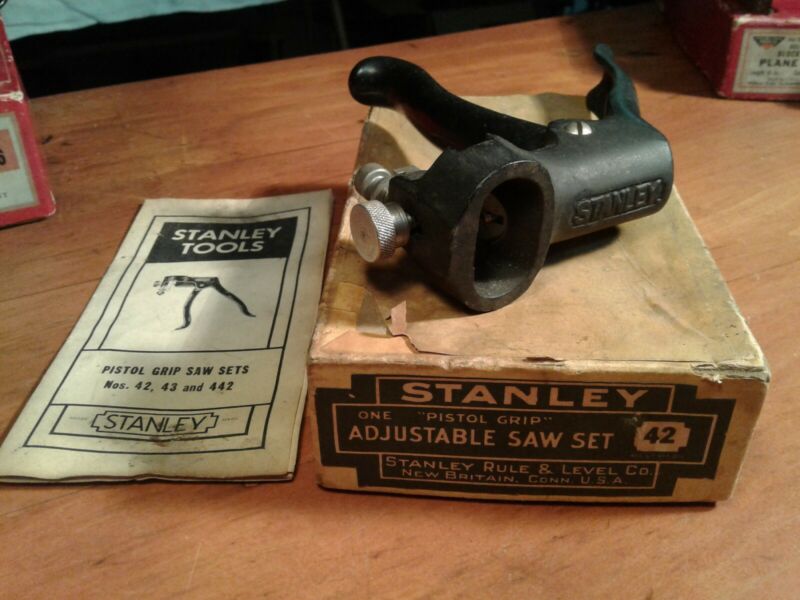 STANLEY
TOOLS
PISTOL GRIP SAW SETS
Nos. 42, 43 and 442
STANLEY
STANLEY
STANLEY
ONE "PISTOL GRIP"
ADJUSTABLE SAW SET 42
STANLEY RULE & LEVEL CO.
NEW BRITAIN, CONN. U.S.A.
PLANE